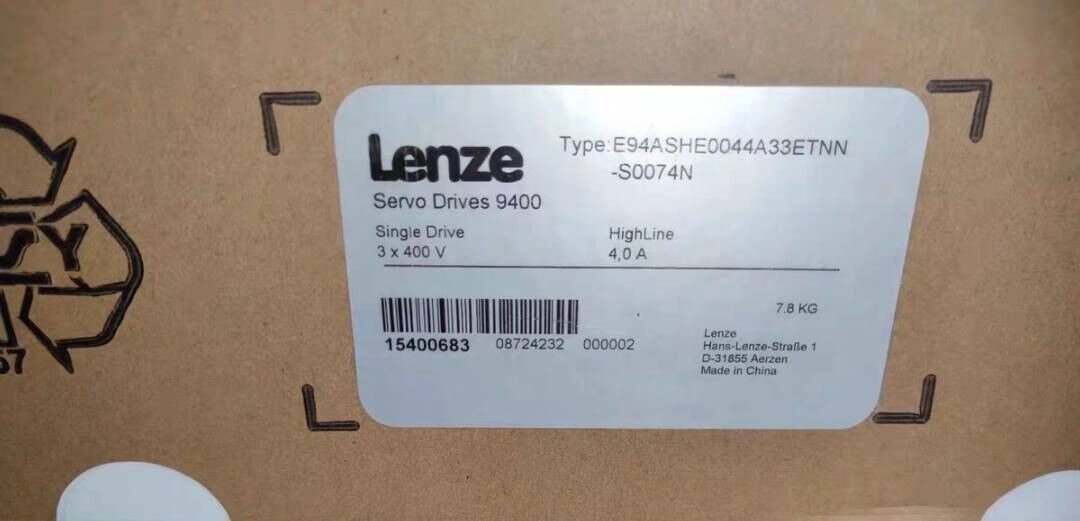 Lenze
Type:E94ASHE0044A33ETNN
-S0074N
Servo Drives 9400
Single Drive HighLine
3 x 400 V 4,0 A
7.8 KG
15400683 08724232 000002
Lenze
Hans-Lenze-Straße 1
D-31855 Aerzen
Made in China